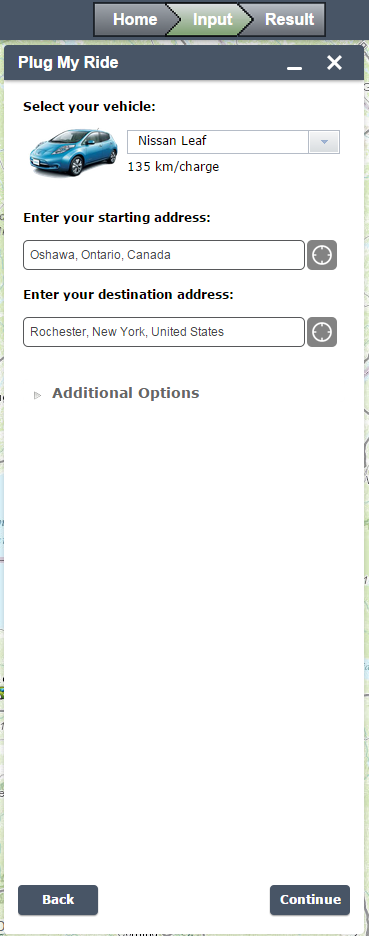 Home Input Result
Plug My Ride
Select your vehicle:
Nissan Leaf
135 km/charge
Enter your starting address:
Oshawa, Ontario, Canada
Enter your destination address:
Rochester, New York, United States
Additional Options
Back Continue